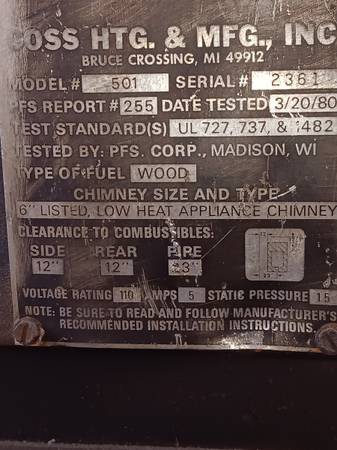 OSS HTG. & MFG., INC
BRUCE CROSSING, MI 49912
MODEL # 501 SERIAL # 2361
PFS REPORT # 255 DATE TESTED 3/20/80
TEST STANDARD(S) UL 727, 737, & 1482
TESTED BY: PFS. CORP., MADISON, WI
TYPE OF FUEL WOOD
CHIMNEY SIZE AND TYPE
6" LISTED, LOW HEAT APPLIANCE CHIMNEY
CLEARANCE TO COMBUSTIBLES:
SIDE REAR PIPE
12" 12" 23"
VOLTAGE RATING 110 AMPS 5 STATIC PRESSURE 15
NOTE: BE SURE TO READ AND FOLLOW MANUFACTURER'S
RECOMMENDED INSTALLATION INSTRUCTIONS.